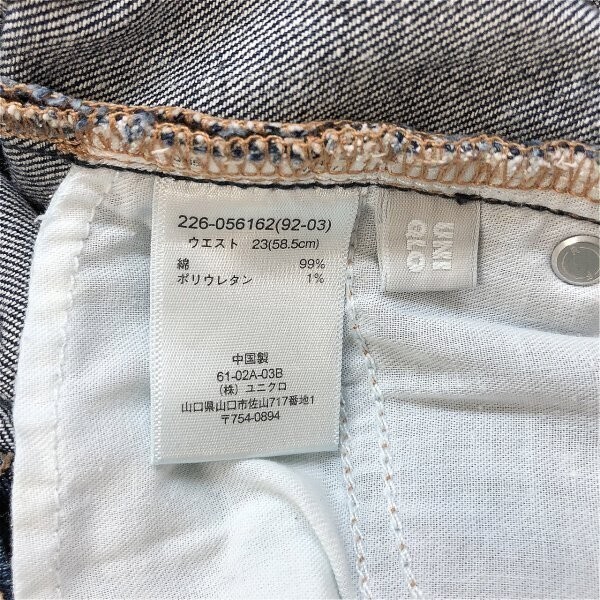 226-056162(92-03)
ウエスト 23(58.5cm)
綿 99%
ポリウレタン 1%
中国製
61-02A-03B
(株) ユニクロ
山口県山口市佐山717番地1
〒754-0894
UNI
QLO